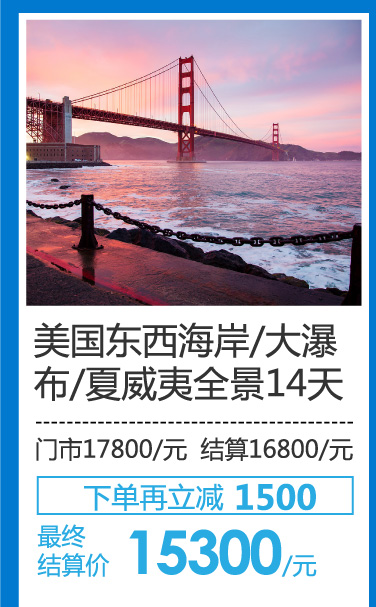 美国东西海岸/大瀑
布/夏威夷全景14天
门市17800/元 结算16800/元
下单再立减 1500
最终
结算价 15300/元